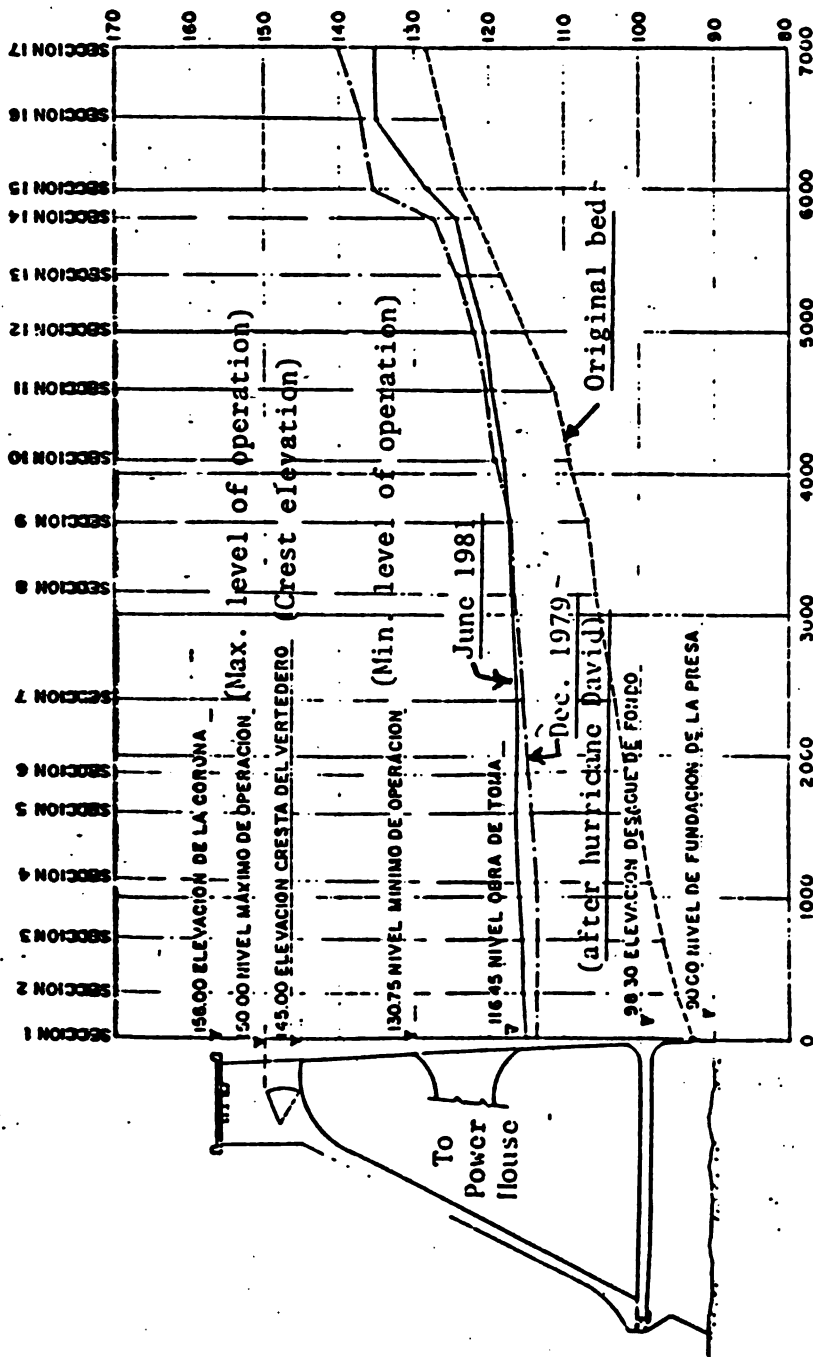 SECCION 1
SECCION 2
SECCION 3
SECCION 4
SECCION 5
SECCION 6
SECCION 7
SECCION 8
SECCION 9
SECCION 10
SECCION 11
SECCION 12
SECCION 13
SECCION 14
SECCION 15
SECCION 16
SECCION 17
170
160
150
140
130
120
110
100
90
80
158.00 ELEVACION DE LA CORONA
50.00 NIVEL MÁXIMO DE OPERACION (Max. level of operation)
145.00 ELEVACION CRESTA DEL VERTEDERO (Crest elevation)
130.75 NIVEL MINIMO DE OPERACION (Min. level of operation)
116.45 NIVEL OBRA DE TOMA
June 1981
Dec. 1979
(after hurricane David)
Original bed
98.30 ELEVACION DESAGUE DE FONDO
90.00 NIVEL DE FUNDACION DE LA PRESA
To
Power
House
0
1000
2000
3000
4000
5000
6000
7000